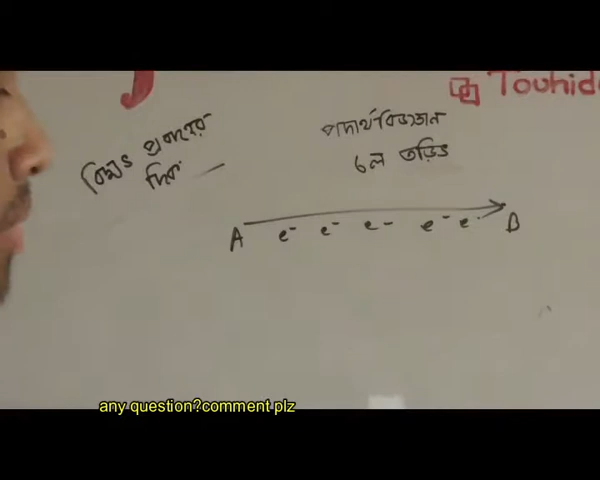 Touhid
পদার্থবিজ্ঞান
চল তড়িৎ
প্রবাহের
দিক
A e⁻ e⁻ e⁻ e⁻ e⁻ B
any question?comment plz